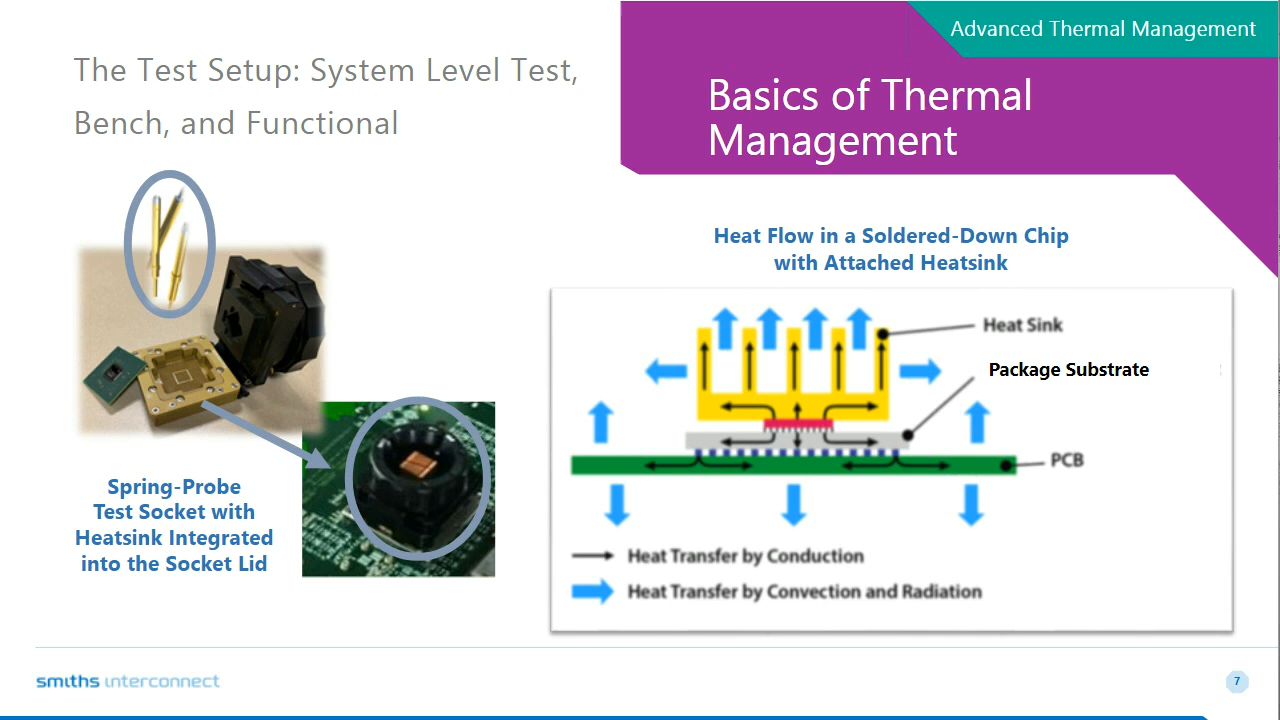 Advanced Thermal Management
The Test Setup: System Level Test,
Bench, and Functional
Basics of Thermal
Management
Heat Flow in a Soldered-Down Chip
with Attached Heatsink
Heat Sink
Package Substrate
PCB
Spring-Probe
Test Socket with
Heatsink Integrated
into the Socket Lid
Heat Transfer by Conduction
Heat Transfer by Convection and Radiation
smiths interconnect
7